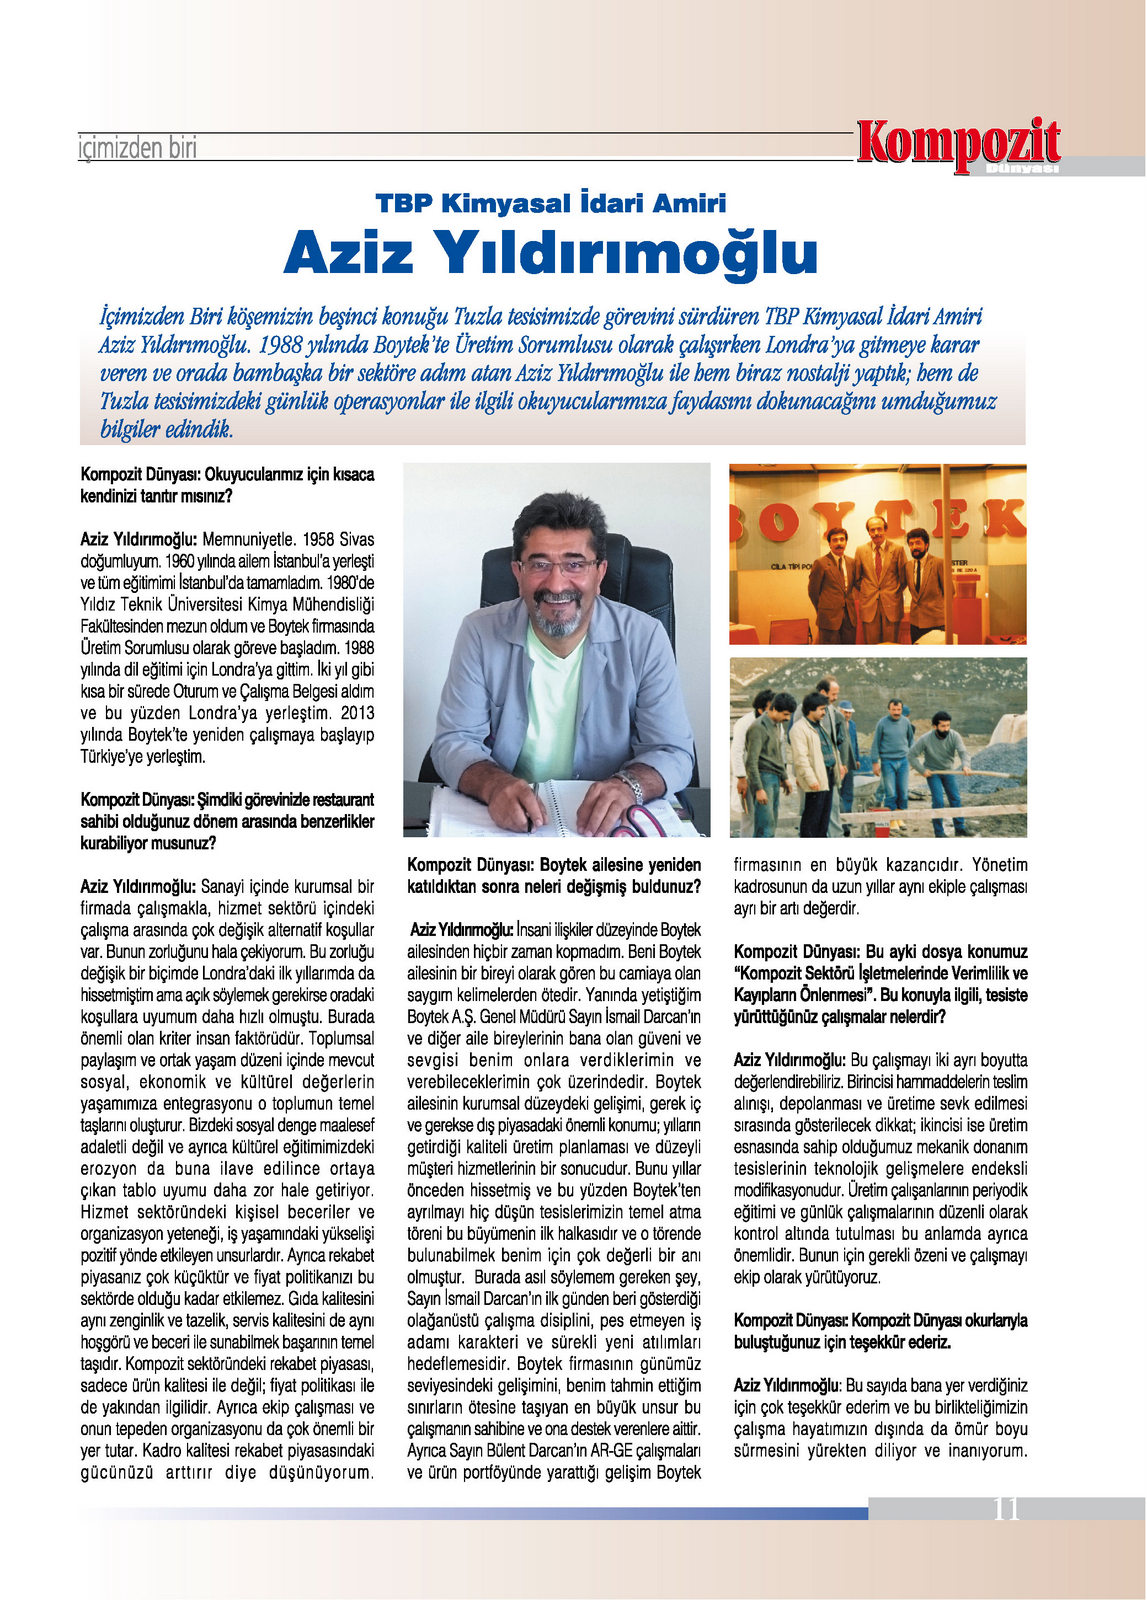 içimizden biri
Kompozit
Dünyası
TBP Kimyasal İdari Amiri
Aziz Yıldırımoğlu
İçimizden Biri köşemizin beşinci konuğu Tuzla tesisimizde görevini sürdüren TBP Kimyasal İdari Amiri
Aziz Yıldırımoğlu. 1988 yılında Boytek'te Üretim Sorumlusu olarak çalışırken Londra'ya gitmeye karar
veren ve orada bambaşka bir sektöre adım atan Aziz Yıldırımoğlu ile hem biraz nostalji yaptık; hem de
Tuzla tesisimizdeki günlük operasyonlar ile ilgili okuyucularımıza faydasını dokunacağını umduğumuz
bilgiler edindik.
Kompozit Dünyası: Okuyucularımız için kısaca
kendinizi tanıtır mısınız?
Aziz Yıldırımoğlu: Memnuniyetle. 1958 Sivas
doğumluyum. 1960 yılında ailem İstanbul'a yerleşti
ve tüm eğitimimi İstanbul'da tamamladım. 1980'de
Yıldız Teknik Üniversitesi Kimya Mühendisliği
Fakültesinden mezun oldum ve Boytek firmasında
Üretim Sorumlusu olarak göreve başladım. 1988
yılında dil eğitimi için Londra'ya gittim. İki yıl gibi
kısa bir sürede Oturum ve Çalışma Belgesi aldım
ve bu yüzden Londra'ya yerleştim. 2013
yılında Boytek'te yeniden çalışmaya başlayıp
Türkiye'ye yerleştim.
Kompozit Dünyası: Şimdiki görevinizle restaurant
sahibi olduğunuz dönem arasında benzerlikler
kurabiliyor musunuz?
Aziz Yıldırımoğlu: Sanayi içinde kurumsal bir
firmada çalışmakla, hizmet sektörü içindeki
çalışma arasında çok değişik alternatif koşullar
var. Bunun zorluğunu hala çekiyorum. Bu zorluğu
değişik bir biçimde Londra'daki ilk yıllarımda da
hissetmiştim ama açık söylemek gerekirse oradaki
koşullara uyumum daha hızlı olmuştu. Burada
önemli olan kriter insan faktörüdür. Toplumsal
paylaşım ve ortak yaşam düzeni içinde mevcut
sosyal, ekonomik ve kültürel değerlerin
yaşamımıza entegrasyonu o toplumun temel
taşlarını oluşturur. Bizdeki sosyal denge maalesef
adaletli değil ve ayrıca kültürel eğitimimizdeki
erozyon da buna ilave edilince ortaya
çıkan tablo uyumu daha zor hale getiriyor.
Hizmet sektöründeki kişisel beceriler ve
organizasyon yeteneği, iş yaşamındaki yükselişi
pozitif yönde etkileyen unsurlardır. Ayrıca rekabet
piyasanız çok küçüktür ve fiyat politikanızı bu
sektörde olduğu kadar etkilemez. Gıda kalitesini
aynı zenginlik ve tazelik, servis kalitesini de aynı
hoşgörü ve beceri ile sunabilmek başarının temel
taşıdır. Kompozit sektöründeki rekabet piyasası,
sadece ürün kalitesi ile değil; fiyat politikası ile
de yakından ilgilidir. Ayrıca ekip çalışması ve
onun tepeden organizasyonu da çok önemli bir
yer tutar. Kadro kalitesi rekabet piyasasındaki
gücünüzü arttırır diye düşünüyorum.
BOYTEK
CİLA TİPİ PO
STER
Kompozit Dünyası: Boytek ailesine yeniden
katıldıktan sonra neleri değişmiş buldunuz?
Aziz Yıldırımoğlu: İnsani ilişkiler düzeyinde Boytek
ailesinden hiçbir zaman kopmadım. Beni Boytek
ailesinin bir bireyi olarak gören bu camiaya olan
saygım kelimelerden ötedir. Yanında yetiştiğim
Boytek A.Ş. Genel Müdürü Sayın İsmail Darcan'ın
ve diğer aile bireylerinin bana olan güveni ve
sevgisi benim onlara verdiklerimin ve
verebileceklerimin çok üzerindedir. Boytek
ailesinin kurumsal düzeydeki gelişimi, gerek iç
ve gerekse dış piyasadaki önemli konumu; yılların
getirdiği kaliteli üretim planlaması ve düzeyli
müşteri hizmetlerinin bir sonucudur. Bunu yıllar
önceden hissetmiş ve bu yüzden Boytek'ten
ayrılmayı hiç düşün tesislerimizin temel atma
töreni bu büyümenin ilk halkasıdır ve o törende
bulunabilmek benim için çok değerli bir anı
olmuştur. Burada asıl söylemem gereken şey,
Sayın İsmail Darcan'ın ilk günden beri gösterdiği
olağanüstü çalışma disiplini, pes etmeyen iş
adamı karakteri ve sürekli yeni atılımları
hedeflemesidir. Boytek firmasının günümüz
seviyesindeki gelişimini, benim tahmin ettiğim
sınırların ötesine taşıyan en büyük unsur bu
çalışmanın sahibine ve ona destek verenlere aittir.
Ayrıca Sayın Bülent Darcan'ın AR-GE çalışmaları
ve ürün portföyünde yarattığı gelişim Boytek
firmasının en büyük kazancıdır. Yönetim
kadrosunun da uzun yıllar aynı ekiple çalışması
ayrı bir artı değerdir.
Kompozit Dünyası: Bu ayki dosya konumuz
“Kompozit Sektörü İşletmelerinde Verimlilik ve
Kayıpların Önlenmesi”. Bu konuyla ilgili, tesiste
yürüttüğünüz çalışmalar nelerdir?
Aziz Yıldırımoğlu: Bu çalışmayı iki ayrı boyutta
değerlendirebiliriz. Birincisi hammaddelerin teslim
alınışı, depolanması ve üretime sevk edilmesi
sırasında gösterilecek dikkat; ikincisi ise üretim
esnasında sahip olduğumuz mekanik donanım
tesislerinin teknolojik gelişmelere endeksli
modifikasyonudur. Üretim çalışanlarının periyodik
eğitimi ve günlük çalışmalarının düzenli olarak
kontrol altında tutulması bu anlamda ayrıca
önemlidir. Bunun için gerekli özeni ve çalışmayı
ekip olarak yürütüyoruz.
Kompozit Dünyası: Kompozit Dünyası okurlarıyla
buluştuğunuz için teşekkür ederiz.
Aziz Yıldırımoğlu: Bu sayıda bana yer verdiğiniz
için çok teşekkür ederim ve bu birlikteliğimizin
çalışma hayatımızın dışında da ömür boyu
sürmesini yürekten diliyor ve inanıyorum.
11